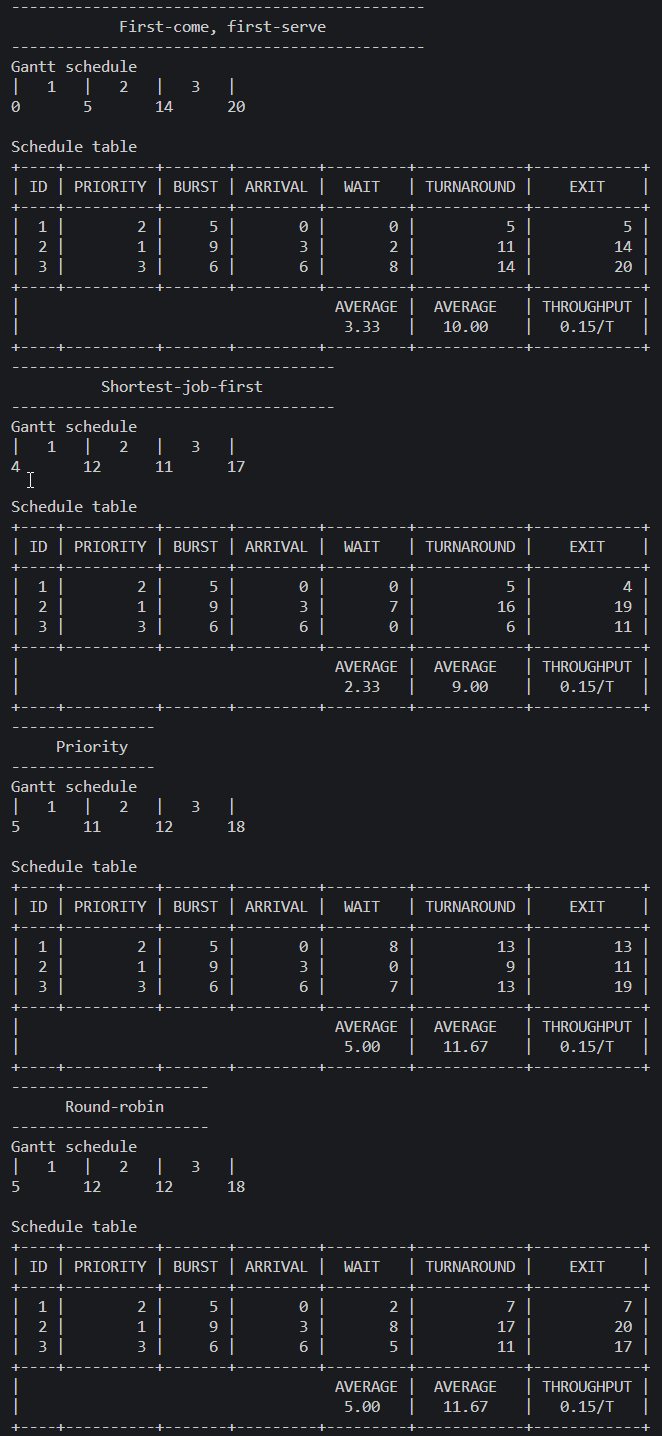 ----------------------------------------------
            First-come, first-serve
----------------------------------------------
Gantt schedule
|   1   |   2   |   3   |
0       5       14      20

Schedule table
+----+----------+-------+---------+---------+------------+------------+
| ID | PRIORITY | BURST | ARRIVAL |  WAIT   | TURNAROUND |    EXIT    |
+----+----------+-------+---------+---------+------------+------------+
|  1 |        2 |     5 |       0 |       0 |          5 |          5 |
|  2 |        1 |     9 |       3 |       2 |         11 |         14 |
|  3 |        3 |     6 |       6 |       8 |         14 |         20 |
+----+----------+-------+---------+---------+------------+------------+
|                                   AVERAGE |  AVERAGE   | THROUGHPUT |
|                                    3.33   |   10.00    |   0.15/T   |
+----+----------+-------+---------+---------+------------+------------+
------------------------------------
          Shortest-job-first
------------------------------------
Gantt schedule
|   1   |   2   |   3   |
4       12      11      17

Schedule table
+----+----------+-------+---------+---------+------------+------------+
| ID | PRIORITY | BURST | ARRIVAL |  WAIT   | TURNAROUND |    EXIT    |
+----+----------+-------+---------+---------+------------+------------+
|  1 |        2 |     5 |       0 |       0 |          5 |          4 |
|  2 |        1 |     9 |       3 |       7 |         16 |         19 |
|  3 |        3 |     6 |       6 |       0 |          6 |         11 |
+----+----------+-------+---------+---------+------------+------------+
|                                   AVERAGE |  AVERAGE   | THROUGHPUT |
|                                    2.33   |    9.00    |   0.15/T   |
+----+----------+-------+---------+---------+------------+------------+
----------------
     Priority
----------------
Gantt schedule
|   1   |   2   |   3   |
5       11      12      18

Schedule table
+----+----------+-------+---------+---------+------------+------------+
| ID | PRIORITY | BURST | ARRIVAL |  WAIT   | TURNAROUND |    EXIT    |
+----+----------+-------+---------+---------+------------+------------+
|  1 |        2 |     5 |       0 |       8 |         13 |         13 |
|  2 |        1 |     9 |       3 |       0 |          9 |         11 |
|  3 |        3 |     6 |       6 |       7 |         13 |         19 |
+----+----------+-------+---------+---------+------------+------------+
|                                   AVERAGE |  AVERAGE   | THROUGHPUT |
|                                    5.00   |   11.67    |   0.15/T   |
+----+----------+-------+---------+---------+------------+------------+
----------------------
      Round-robin
----------------------
Gantt schedule
|   1   |   2   |   3   |
5       12      12      18

Schedule table
+----+----------+-------+---------+---------+------------+------------+
| ID | PRIORITY | BURST | ARRIVAL |  WAIT   | TURNAROUND |    EXIT    |
+----+----------+-------+---------+---------+------------+------------+
|  1 |        2 |     5 |       0 |       2 |          7 |          7 |
|  2 |        1 |     9 |       3 |       8 |         17 |         20 |
|  3 |        3 |     6 |       6 |       5 |         11 |         17 |
+----+----------+-------+---------+---------+------------+------------+
|                                   AVERAGE |  AVERAGE   | THROUGHPUT |
|                                    5.00   |   11.67    |   0.15/T   |
+----+----------+-------+---------+---------+------------+------------+